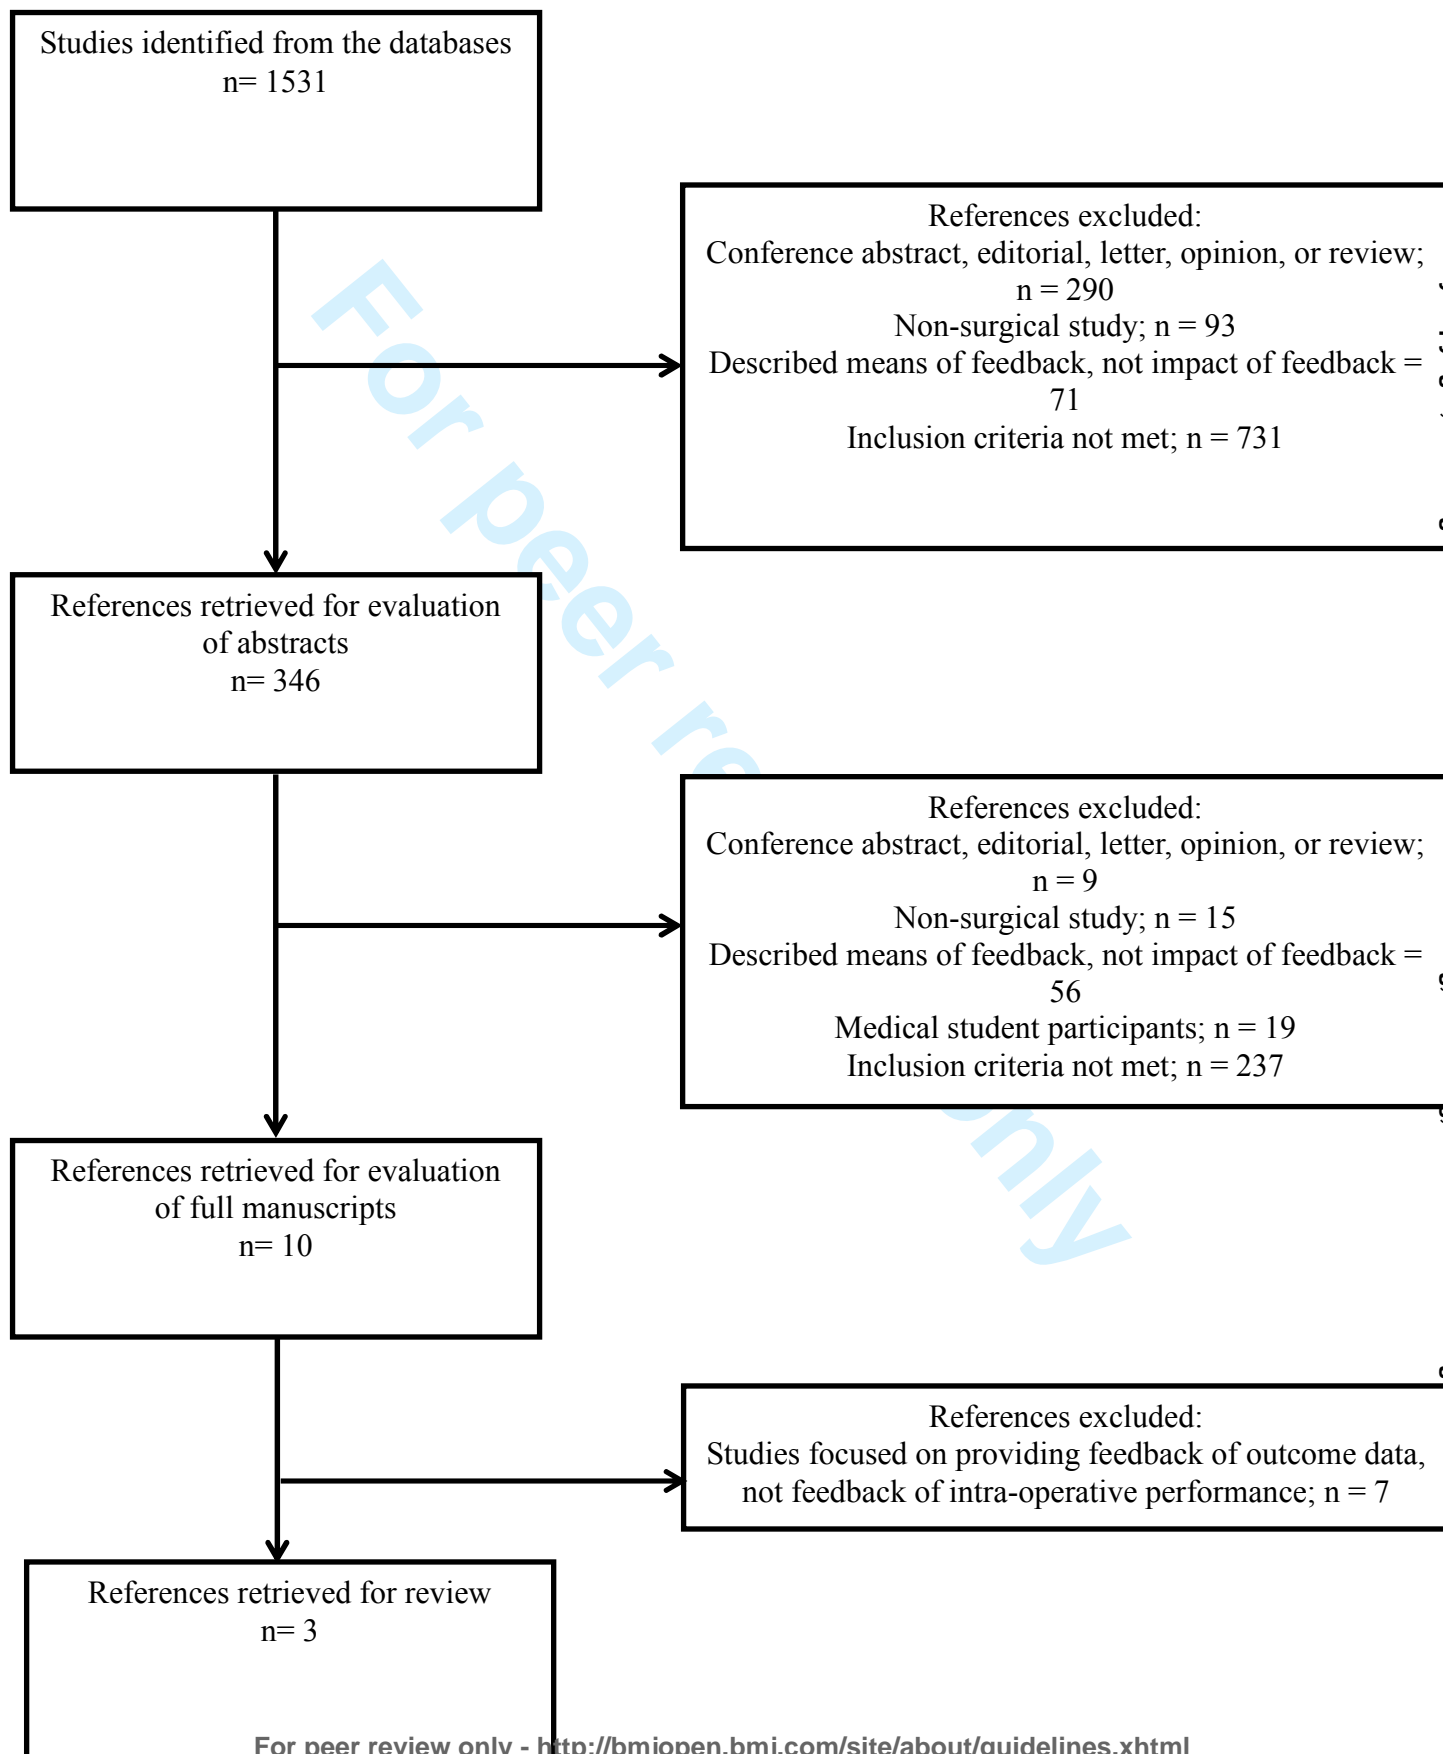 Studies identified from the databases
n= 1531
References excluded:
Conference abstract, editorial, letter, opinion, or review;
n = 290
Non-surgical study; n = 93
Described means of feedback, not impact of feedback =
71
Inclusion criteria not met; n = 731
References retrieved for evaluation
of abstracts
n= 346
References excluded:
Conference abstract, editorial, letter, opinion, or review;
n = 9
Non-surgical study; n = 15
Described means of feedback, not impact of feedback =
56
Medical student participants; n = 19
Inclusion criteria not met; n = 237
References retrieved for evaluation
of full manuscripts
n= 10
References excluded:
Studies focused on providing feedback of outcome data,
not feedback of intra-operative performance; n = 7
References retrieved for review
n= 3
For peer re only
For peer review only - http://bmjopen.bmj.com/site/about/guidelines.xhtml